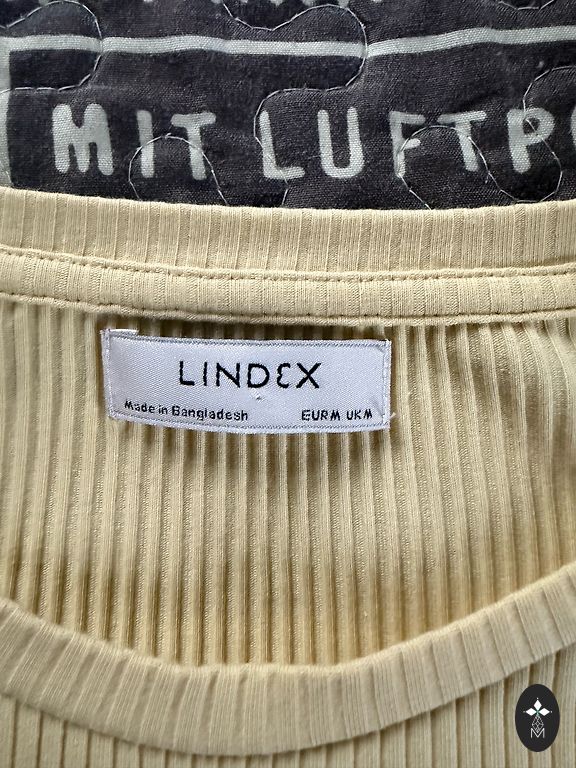 MIT LUFTP
LINDEX
Made in Bangladesh EUR M UK M
M